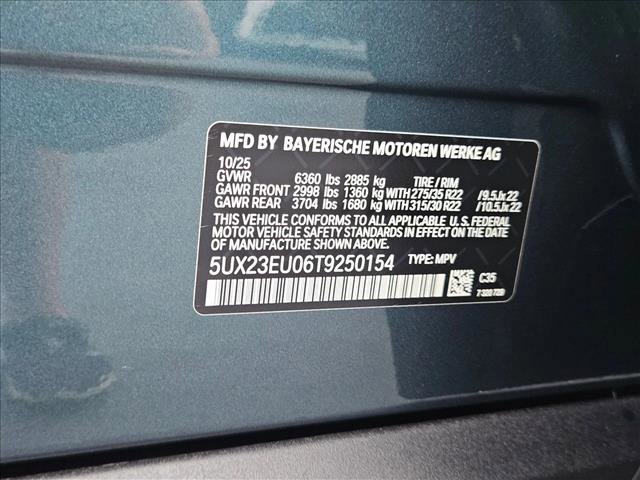 MFD BY BAYERISCHE MOTOREN WERKE AG
10/25
GVWR 6360 lbs 2885 kg TIRE / RIM
GAWR FRONT 2998 lbs 1360 kg WITH 275/35 R22 /9.5Jx22
GAWR REAR 3704 lbs 1680 kg WITH 315/30 R22 /10.5Jx22
THIS VEHICLE CONFORMS TO ALL APPLICABLE U. S. FEDERAL
MOTOR VEHICLE SAFETY STANDARDS IN EFFECT ON THE
DATE OF MANUFACTURE SHOWN ABOVE.
5UX23EU06T9250154 TYPE: MPV
C35
7 320 729